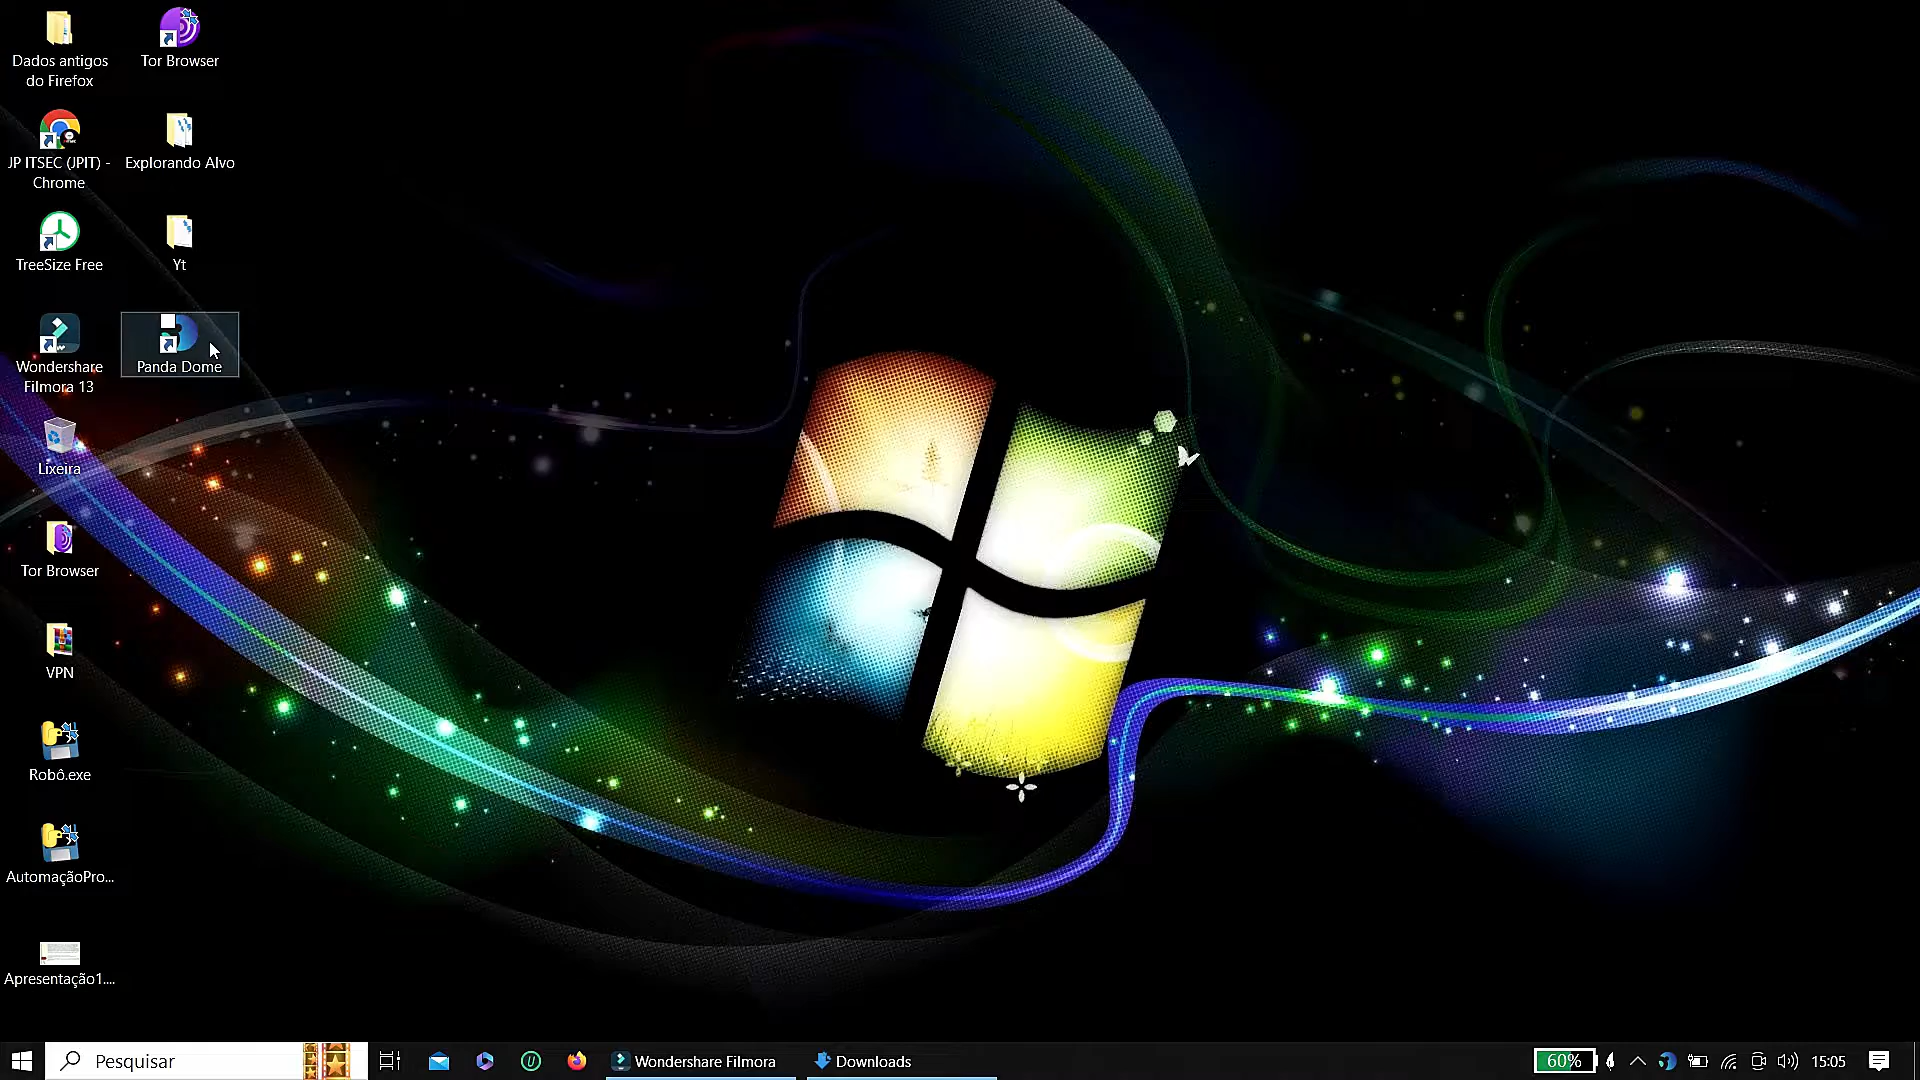 Dados antigos
do Firefox
Tor Browser
JP ITSEC (JPIT) -
Chrome
Explorando Alvo
TreeSize Free
Yt
Wondershare
Filmora 13
Panda Dome
Lixeira
Tor Browser
VPN
Robô.exe
AutomaçãoPro...
Apresentação1....
Pesquisar
Wondershare Filmora
Downloads
60%
15:05